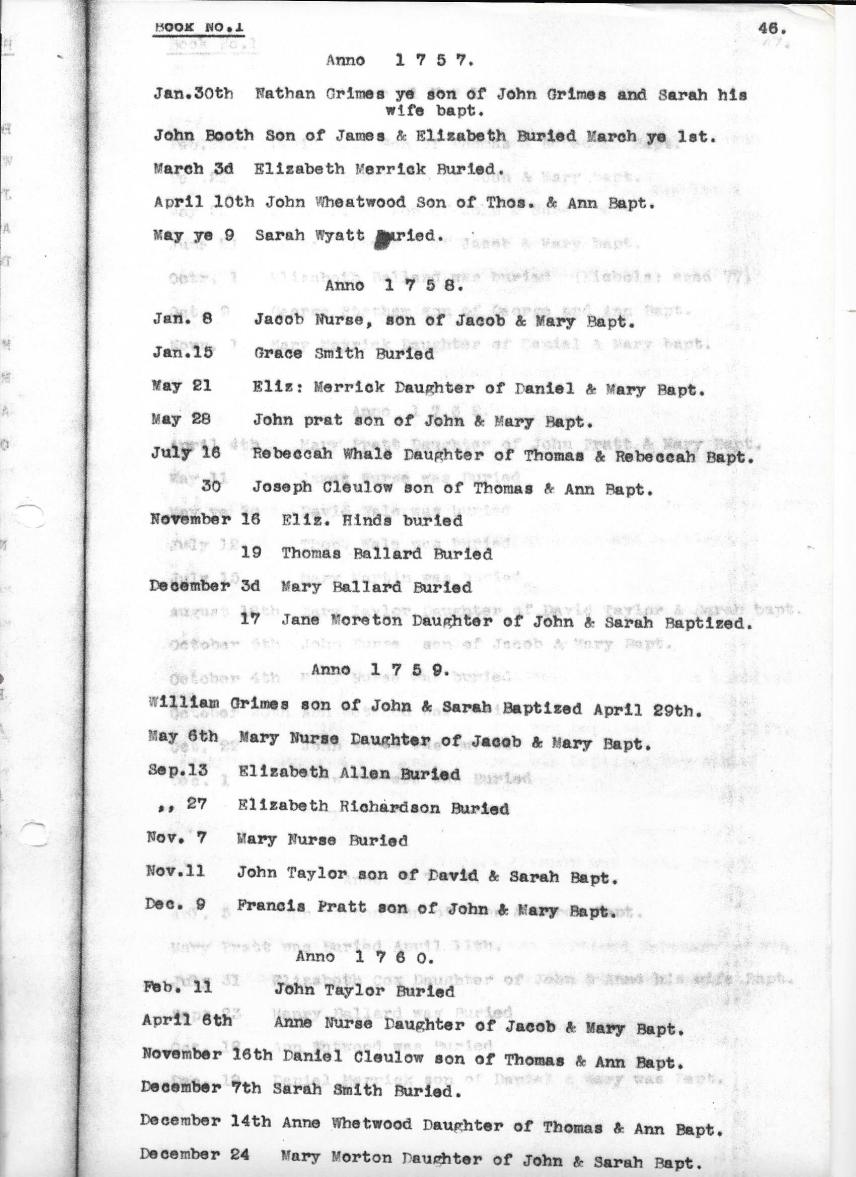 BOOK NO.1 46.
Anno 1 7 5 7.
Jan.30th Nathan Grimes ye son of John Grimes and Sarah his
wife bapt.
John Booth Son of James & Elizabeth Buried March ye 1st.
March 3d Elizabeth Merrick Buried.
April 10th John Wheatwood Son of Thos. & Ann Bapt.
May ye 9 Sarah Wyatt Buried.
Anno 1 7 5 8.
Jan. 8 Jacob Nurse, son of Jacob & Mary Bapt.
Jan.15 Grace Smith Buried
May 21 Eliz: Merrick Daughter of Daniel & Mary Bapt.
May 28 John prat son of John & Mary Bapt.
July 16 Rebeccah Whale Daughter of Thomas & Rebeccah Bapt.
30 Joseph Cleulow son of Thomas & Ann Bapt.
November 16 Eliz. Hinds buried
19 Thomas Ballard Buried
December 3d Mary Ballard Buried
17 Jane Moreton Daughter of John & Sarah Baptized.
Anno 1 7 5 9.
William Grimes son of John & Sarah Baptized April 29th.
May 6th Mary Nurse Daughter of Jacob & Mary Bapt.
Sep.13 Elizabeth Allen Buried
,, 27 Elizabeth Richardson Buried
Nov. 7 Mary Nurse Buried
Nov.11 John Taylor son of David & Sarah Bapt.
Dec. 9 Francis Pratt son of John & Mary Bapt.
Anno 1 7 6 0.
Feb. 11 John Taylor Buried
April 6th Anne Nurse Daughter of Jacob & Mary Bapt.
November 16th Daniel Cleulow son of Thomas & Ann Bapt.
December 7th Sarah Smith Buried.
December 14th Anne Whetwood Daughter of Thomas & Ann Bapt.
December 24 Mary Morton Daughter of John & Sarah Bapt.